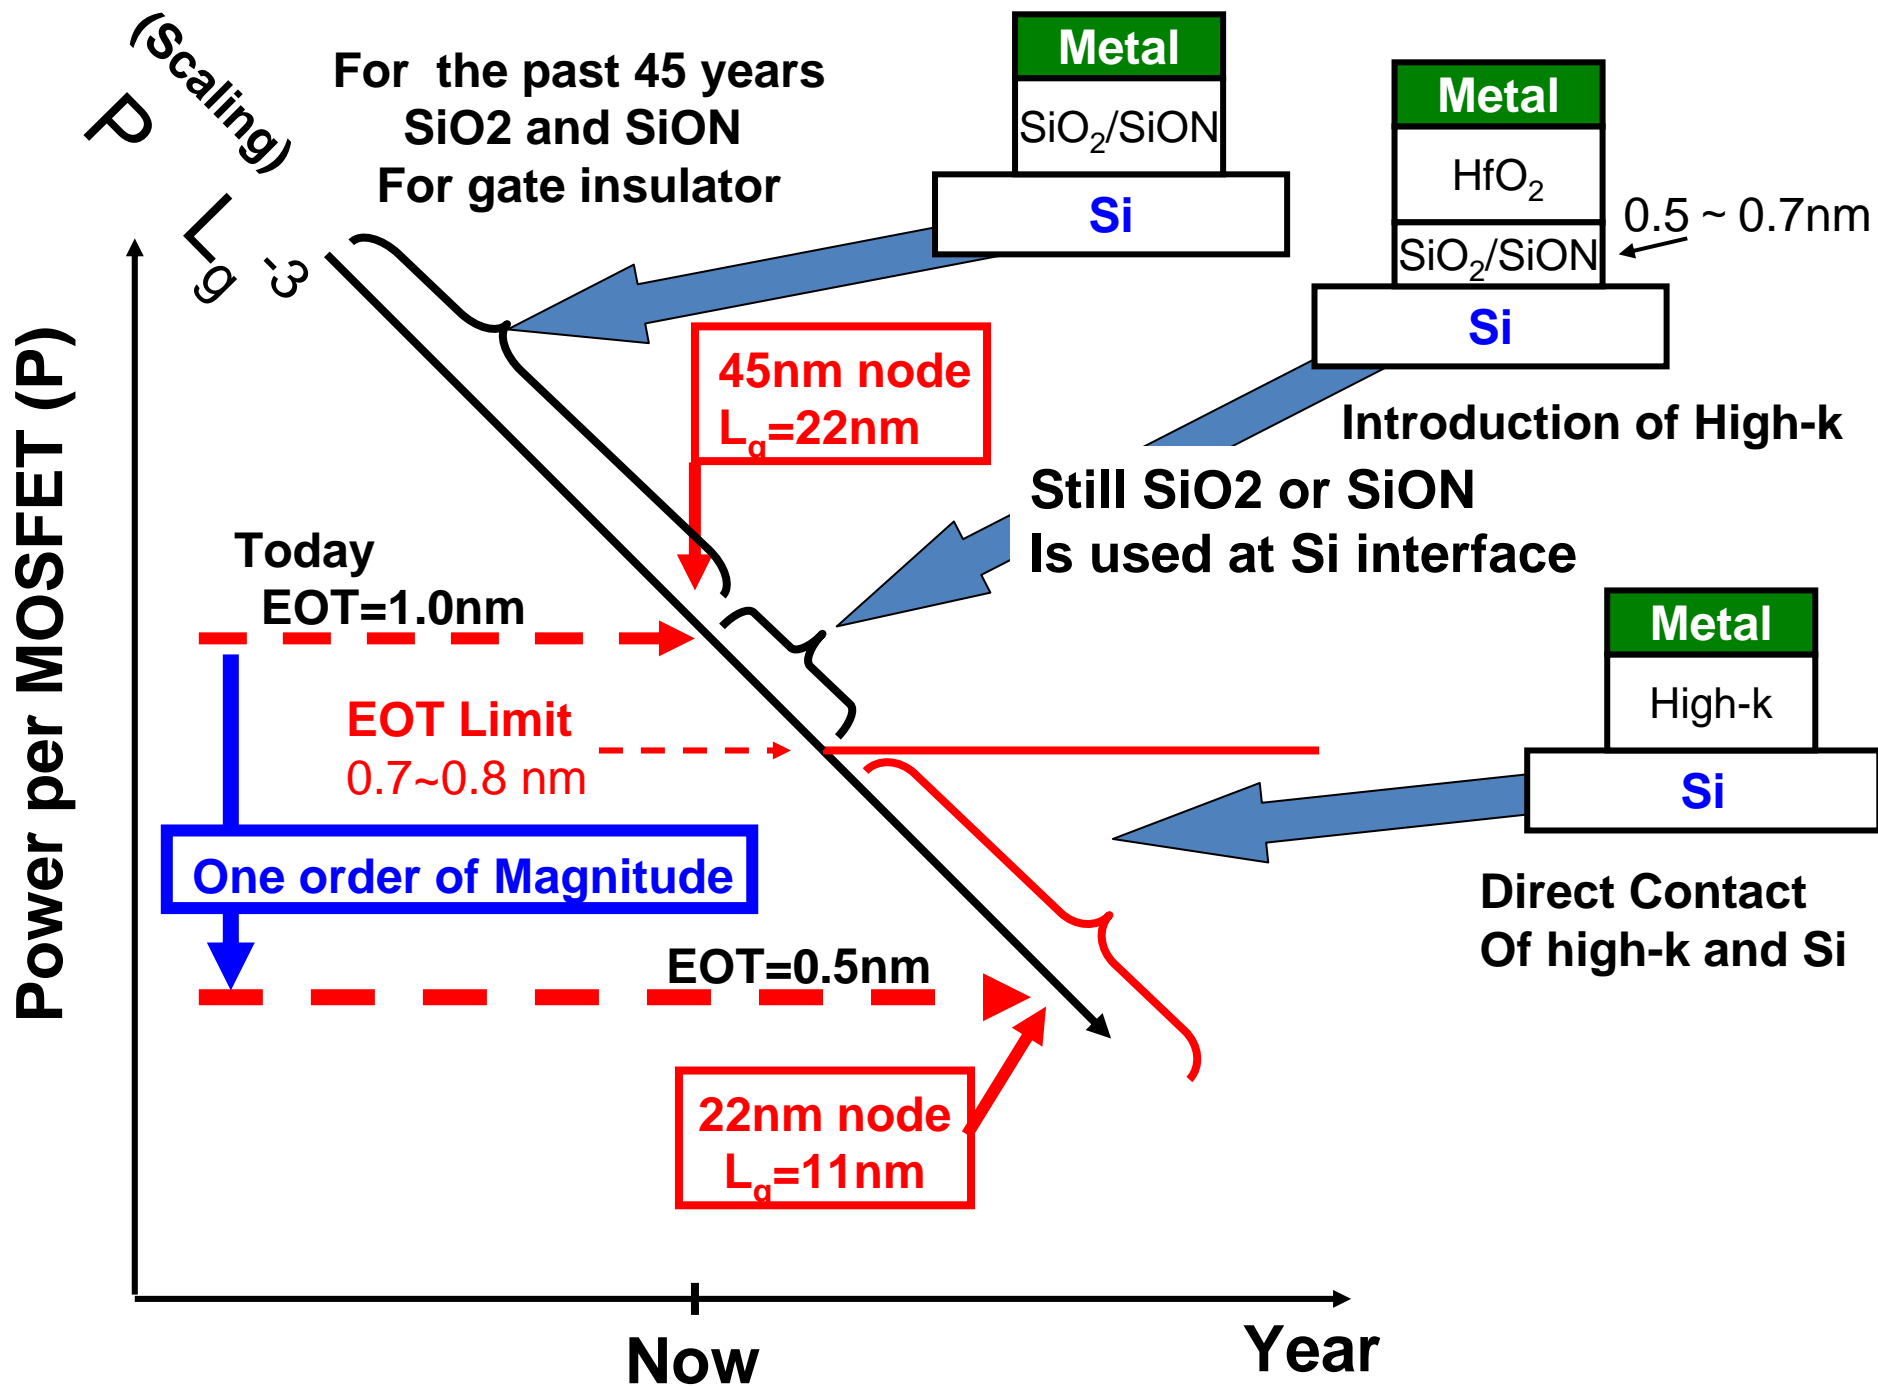 (Scaling)
P
Lg -3
For the past 45 years
SiO2 and SiON
For gate insulator
Metal
SiO2/SiON
Si
Metal
HfO2
SiO2/SiON
Si
0.5 ~ 0.7nm
Introduction of High-k
Still SiO2 or SiON
Is used at Si interface
45nm node
Lg=22nm
Today
EOT=1.0nm
EOT Limit
0.7~0.8 nm
One order of Magnitude
EOT=0.5nm
22nm node
Lg=11nm
Metal
High-k
Si
Direct Contact
Of high-k and Si
Power per MOSFET (P)
Now
Year